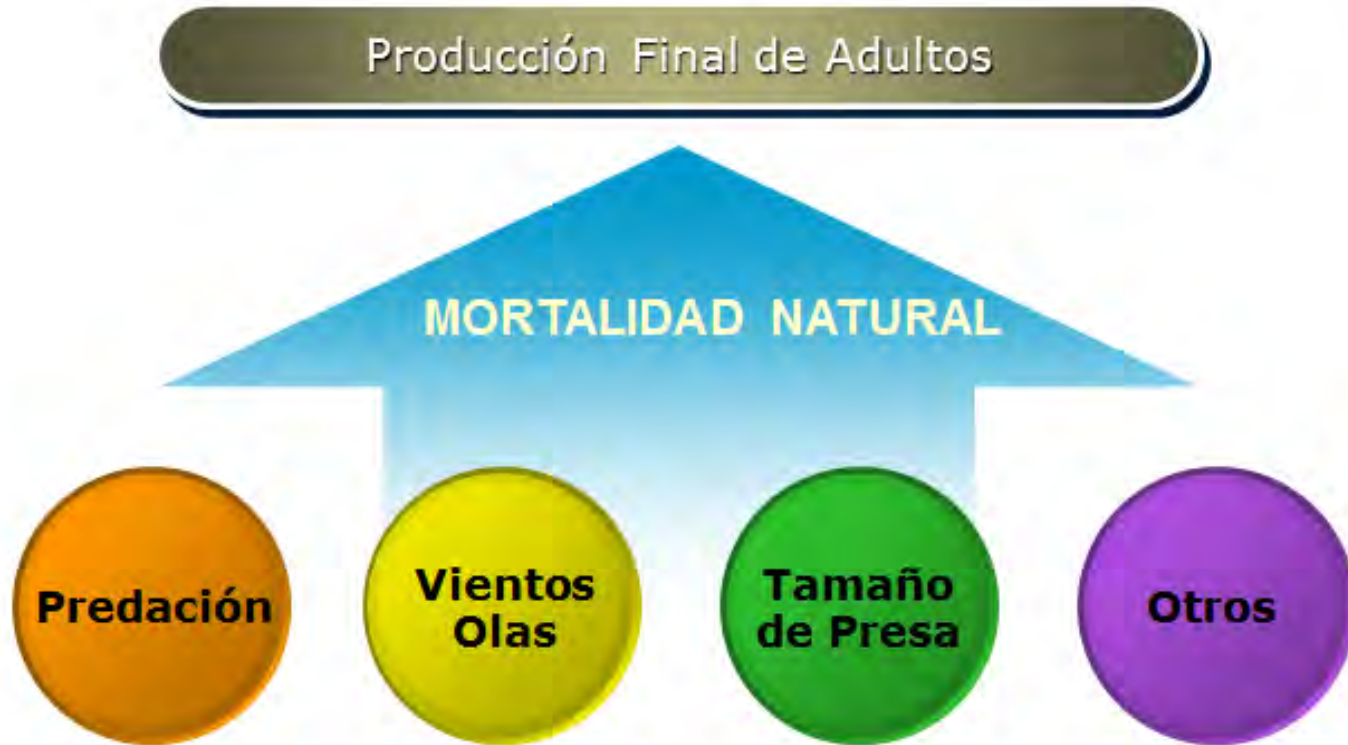 Producción Final de Adultos
MORTALIDAD NATURAL
Predación
Vientos
Olas
Tamaño
de Presa
Otros